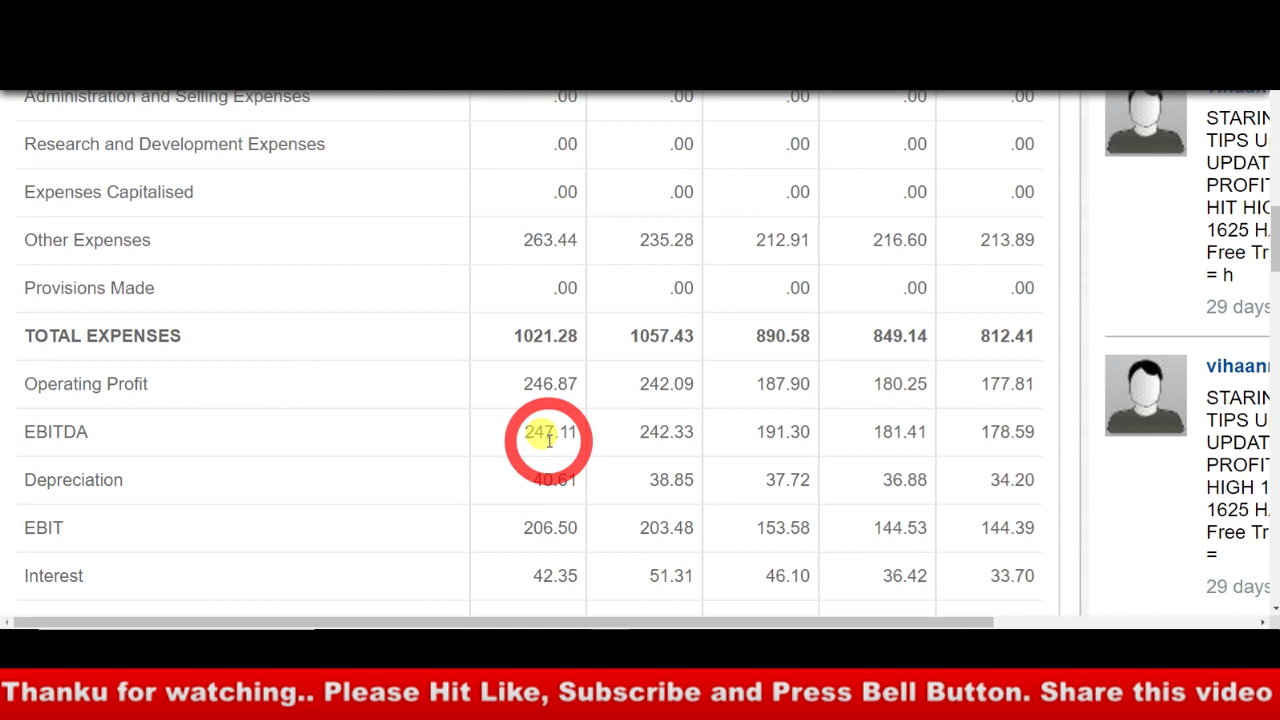 Administration and Selling Expenses .00 .00 .00 .00 .00
Research and Development Expenses .00 .00 .00 .00 .00
Expenses Capitalised .00 .00 .00 .00 .00
Other Expenses 263.44 235.28 212.91 216.60 213.89
Provisions Made .00 .00 .00 .00 .00
TOTAL EXPENSES 1021.28 1057.43 890.58 849.14 812.41
Operating Profit 246.87 242.09 187.90 180.25 177.81
EBITDA 247.11 242.33 191.30 181.41 178.59
Depreciation 40.61 38.85 37.72 36.88 34.20
EBIT 206.50 203.48 153.58 144.53 144.39
Interest 42.35 51.31 46.10 36.42 33.70
STARIN
TIPS U
UPDAT
PROFIT
HIT HIG
1625 HA
Free Tr
= h
29 days
vihaann
STARIN
TIPS U
UPDAT
PROFIT
HIGH 1
1625 HA
Free Tr
=
29 days
Thanku for watching.. Please Hit Like, Subscribe and Press Bell Button. Share this video